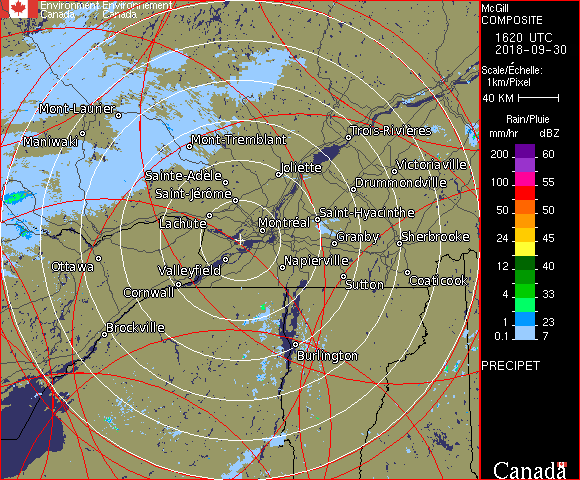 Environment Environnement
Canada Canada
McGill
COMPOSITE
1620 UTC
2018-09-30
Scale/Échelle:
1km/Pixel
40 KM
Rain/Pluie
mm/hr dBZ
200 60
100 55
50 50
24 45
12 40
4 33
1 23
0.1 7
PRECIPET
Canada
Mont-Laurier
Maniwaki
Mont-Tremblant
Trois-Rivières
Sainte-Adèle
Joliette
Victoriaville
Saint-Jérôme
Drummondville
Lachute
Montréal
Saint-Hyacinthe
Granby
Sherbrooke
Ottawa
Valleyfield
Napierville
Cornwall
Sutton
Coaticook
Brockville
Burlington